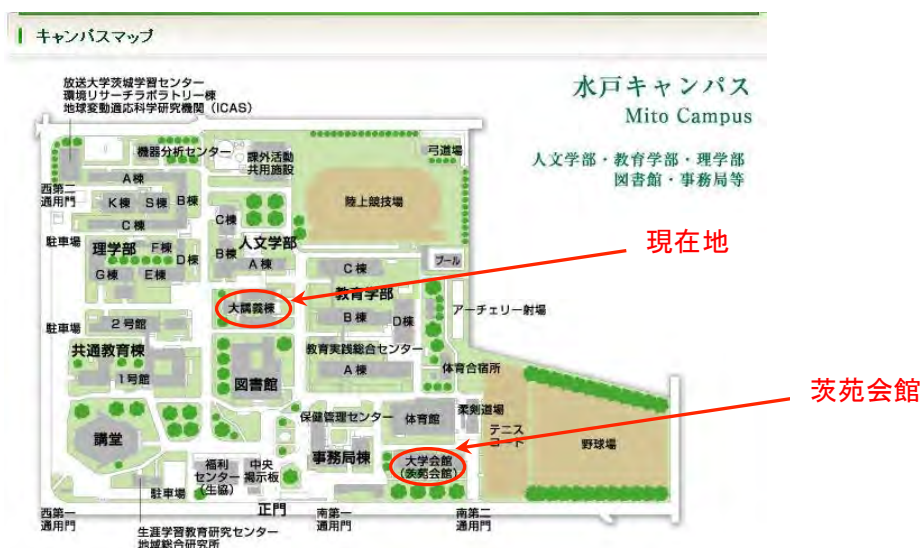 キャンパスマップ
水戸キャンパス
Mito Campus
人文学部・教育学部・理学部
図書館・事務局等
放送大学茨城学習センター
環境リサーチラボラトリー棟
地球変動適応科学研究機関（ICAS）
機器分析センター
課外活動
共用施設
弓道場
A棟
西第二
通用門
K棟
S棟
B棟
C棟
陸上競技場
C棟
人文学部
B棟
A棟
駐車場
理学部
F棟
D棟
G棟
E棟
プール
現在地
C棟
教育学部
大講義棟
B棟
D棟
アーチェリー射場
駐車場
2号館
共通教育棟
1号館
教育実践総合センター
A棟
体育合宿所
図書館
茨苑会館
保健管理センター
体育館
柔剣道場
テニス
コート
野球場
講堂
福利
センター
（生協）
中央
掲示板
事務局棟
大学会館
（茨苑会館）
駐車場
正門
西第一
通用門
南第一
通用門
南第二
通用門
生涯学習教育研究センター
地域総合研究所